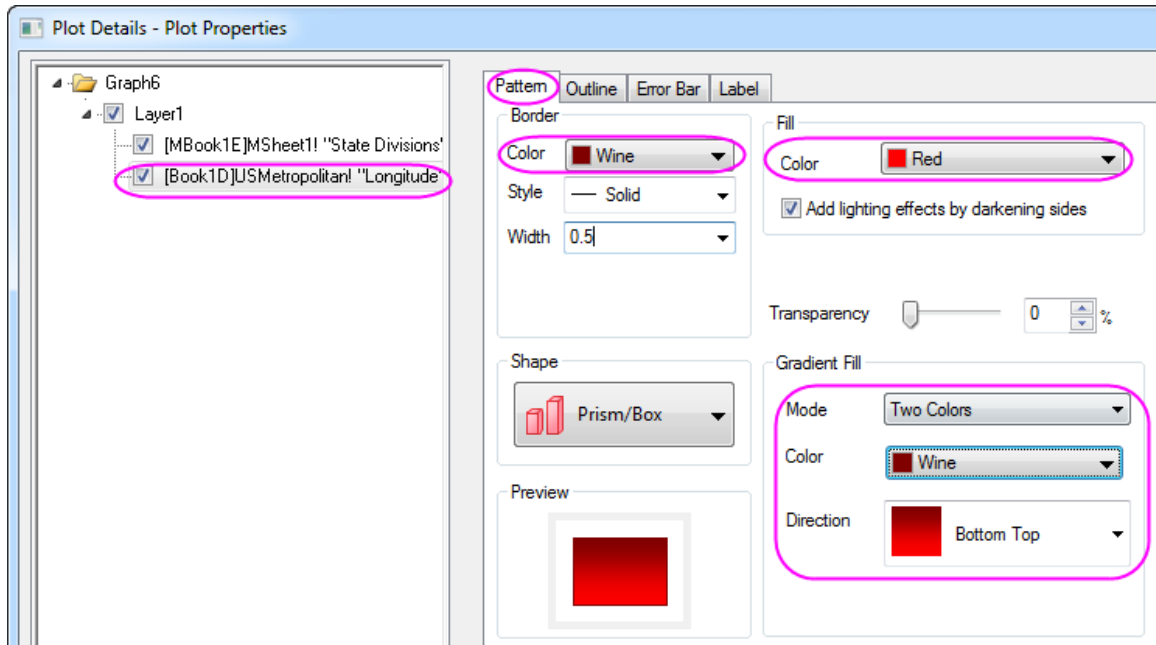 Plot Details - Plot Properties
Graph6
Layer1
[MBook1E]MSheet1! "State Divisions"
[Book1D]USMetropolitan! "Longitude"
Pattern
Outline
Error Bar
Label
Border
Color
Wine
Style
Solid
Width
0.5
Fill
Color
Red
Add lighting effects by darkening sides
Transparency
0
%
Shape
Prism/Box
Gradient Fill
Mode
Two Colors
Color
Wine
Direction
Bottom Top
Preview